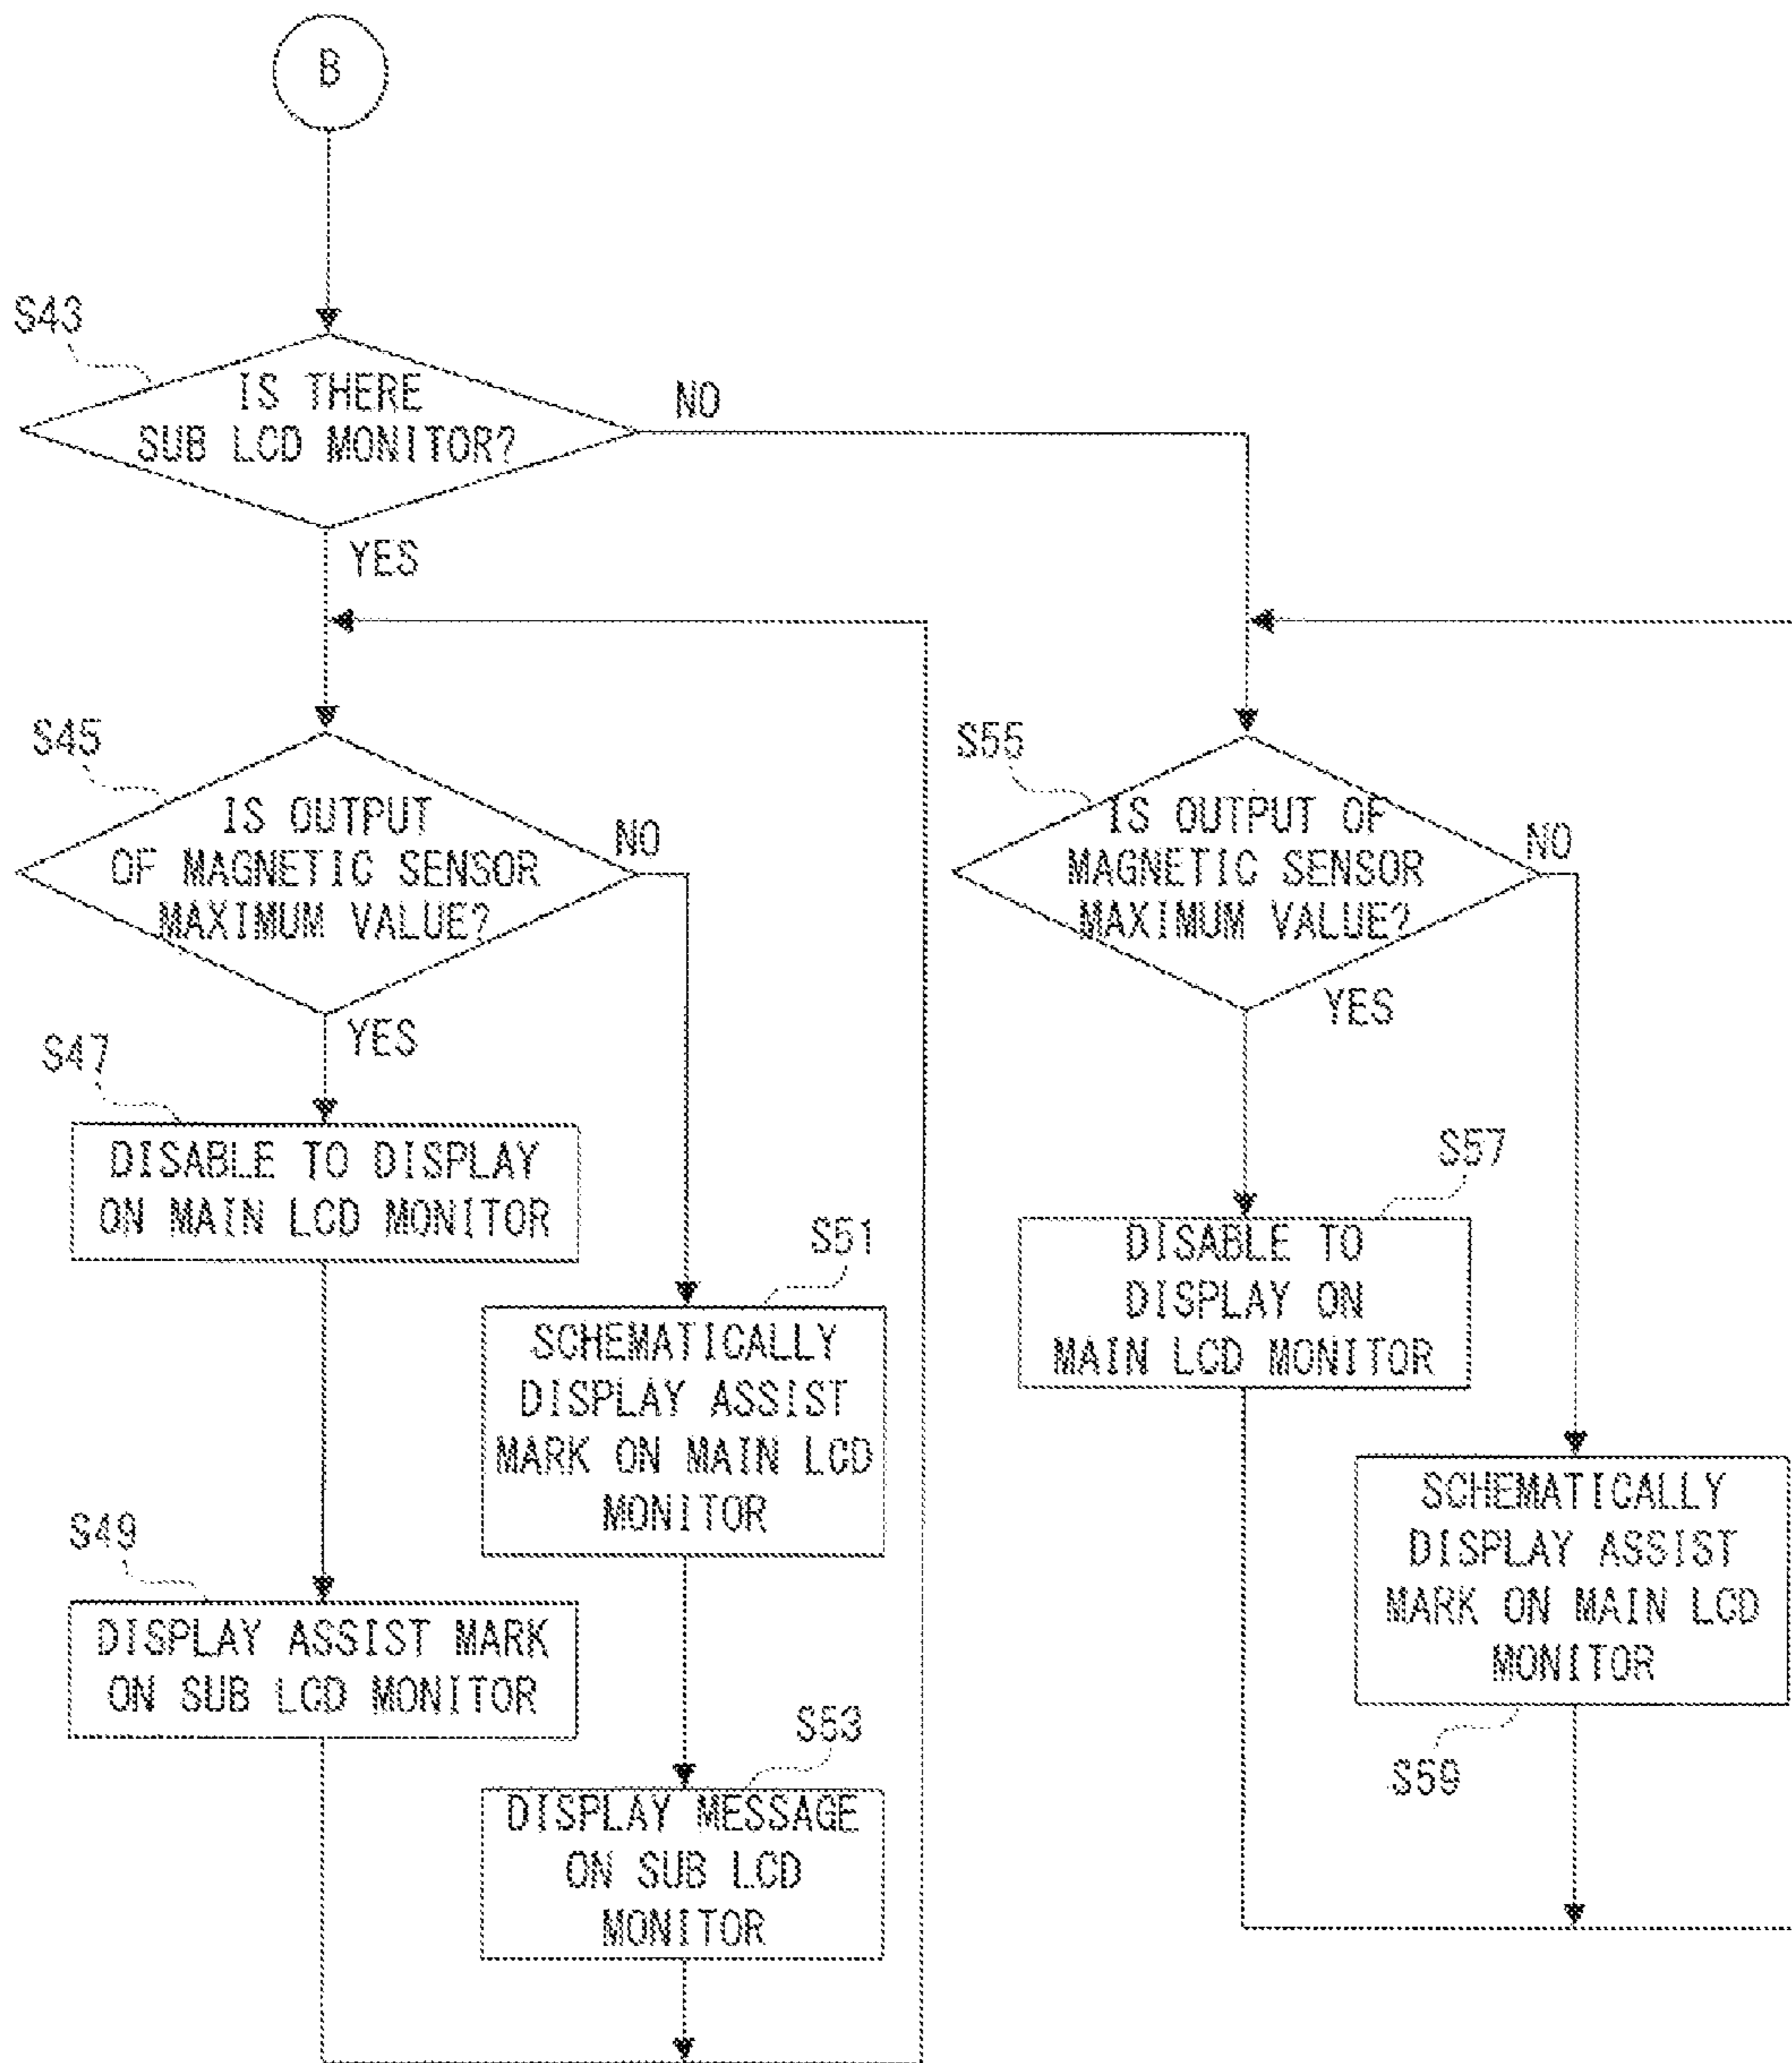 B
S43
IS THERE
SUB LCD MONITOR?
NO
YES
S45
IS OUTPUT
OF MAGNETIC SENSOR
MAXIMUM VALUE?
NO
YES
S47
DISABLE TO DISPLAY
ON MAIN LCD MONITOR
S49
DISPLAY ASSIST MARK
ON SUB LCD MONITOR
S51
SCHEMATICALLY
DISPLAY ASSIST
MARK ON MAIN LCD
MONITOR
S53
DISPLAY MESSAGE
ON SUB LCD
MONITOR
S55
IS OUTPUT OF
MAGNETIC SENSOR
MAXIMUM VALUE?
NO
YES
S57
DISABLE TO
DISPLAY ON
MAIN LCD MONITOR
SCHEMATICALLY
DISPLAY ASSIST
MARK ON MAIN LCD
MONITOR
S59